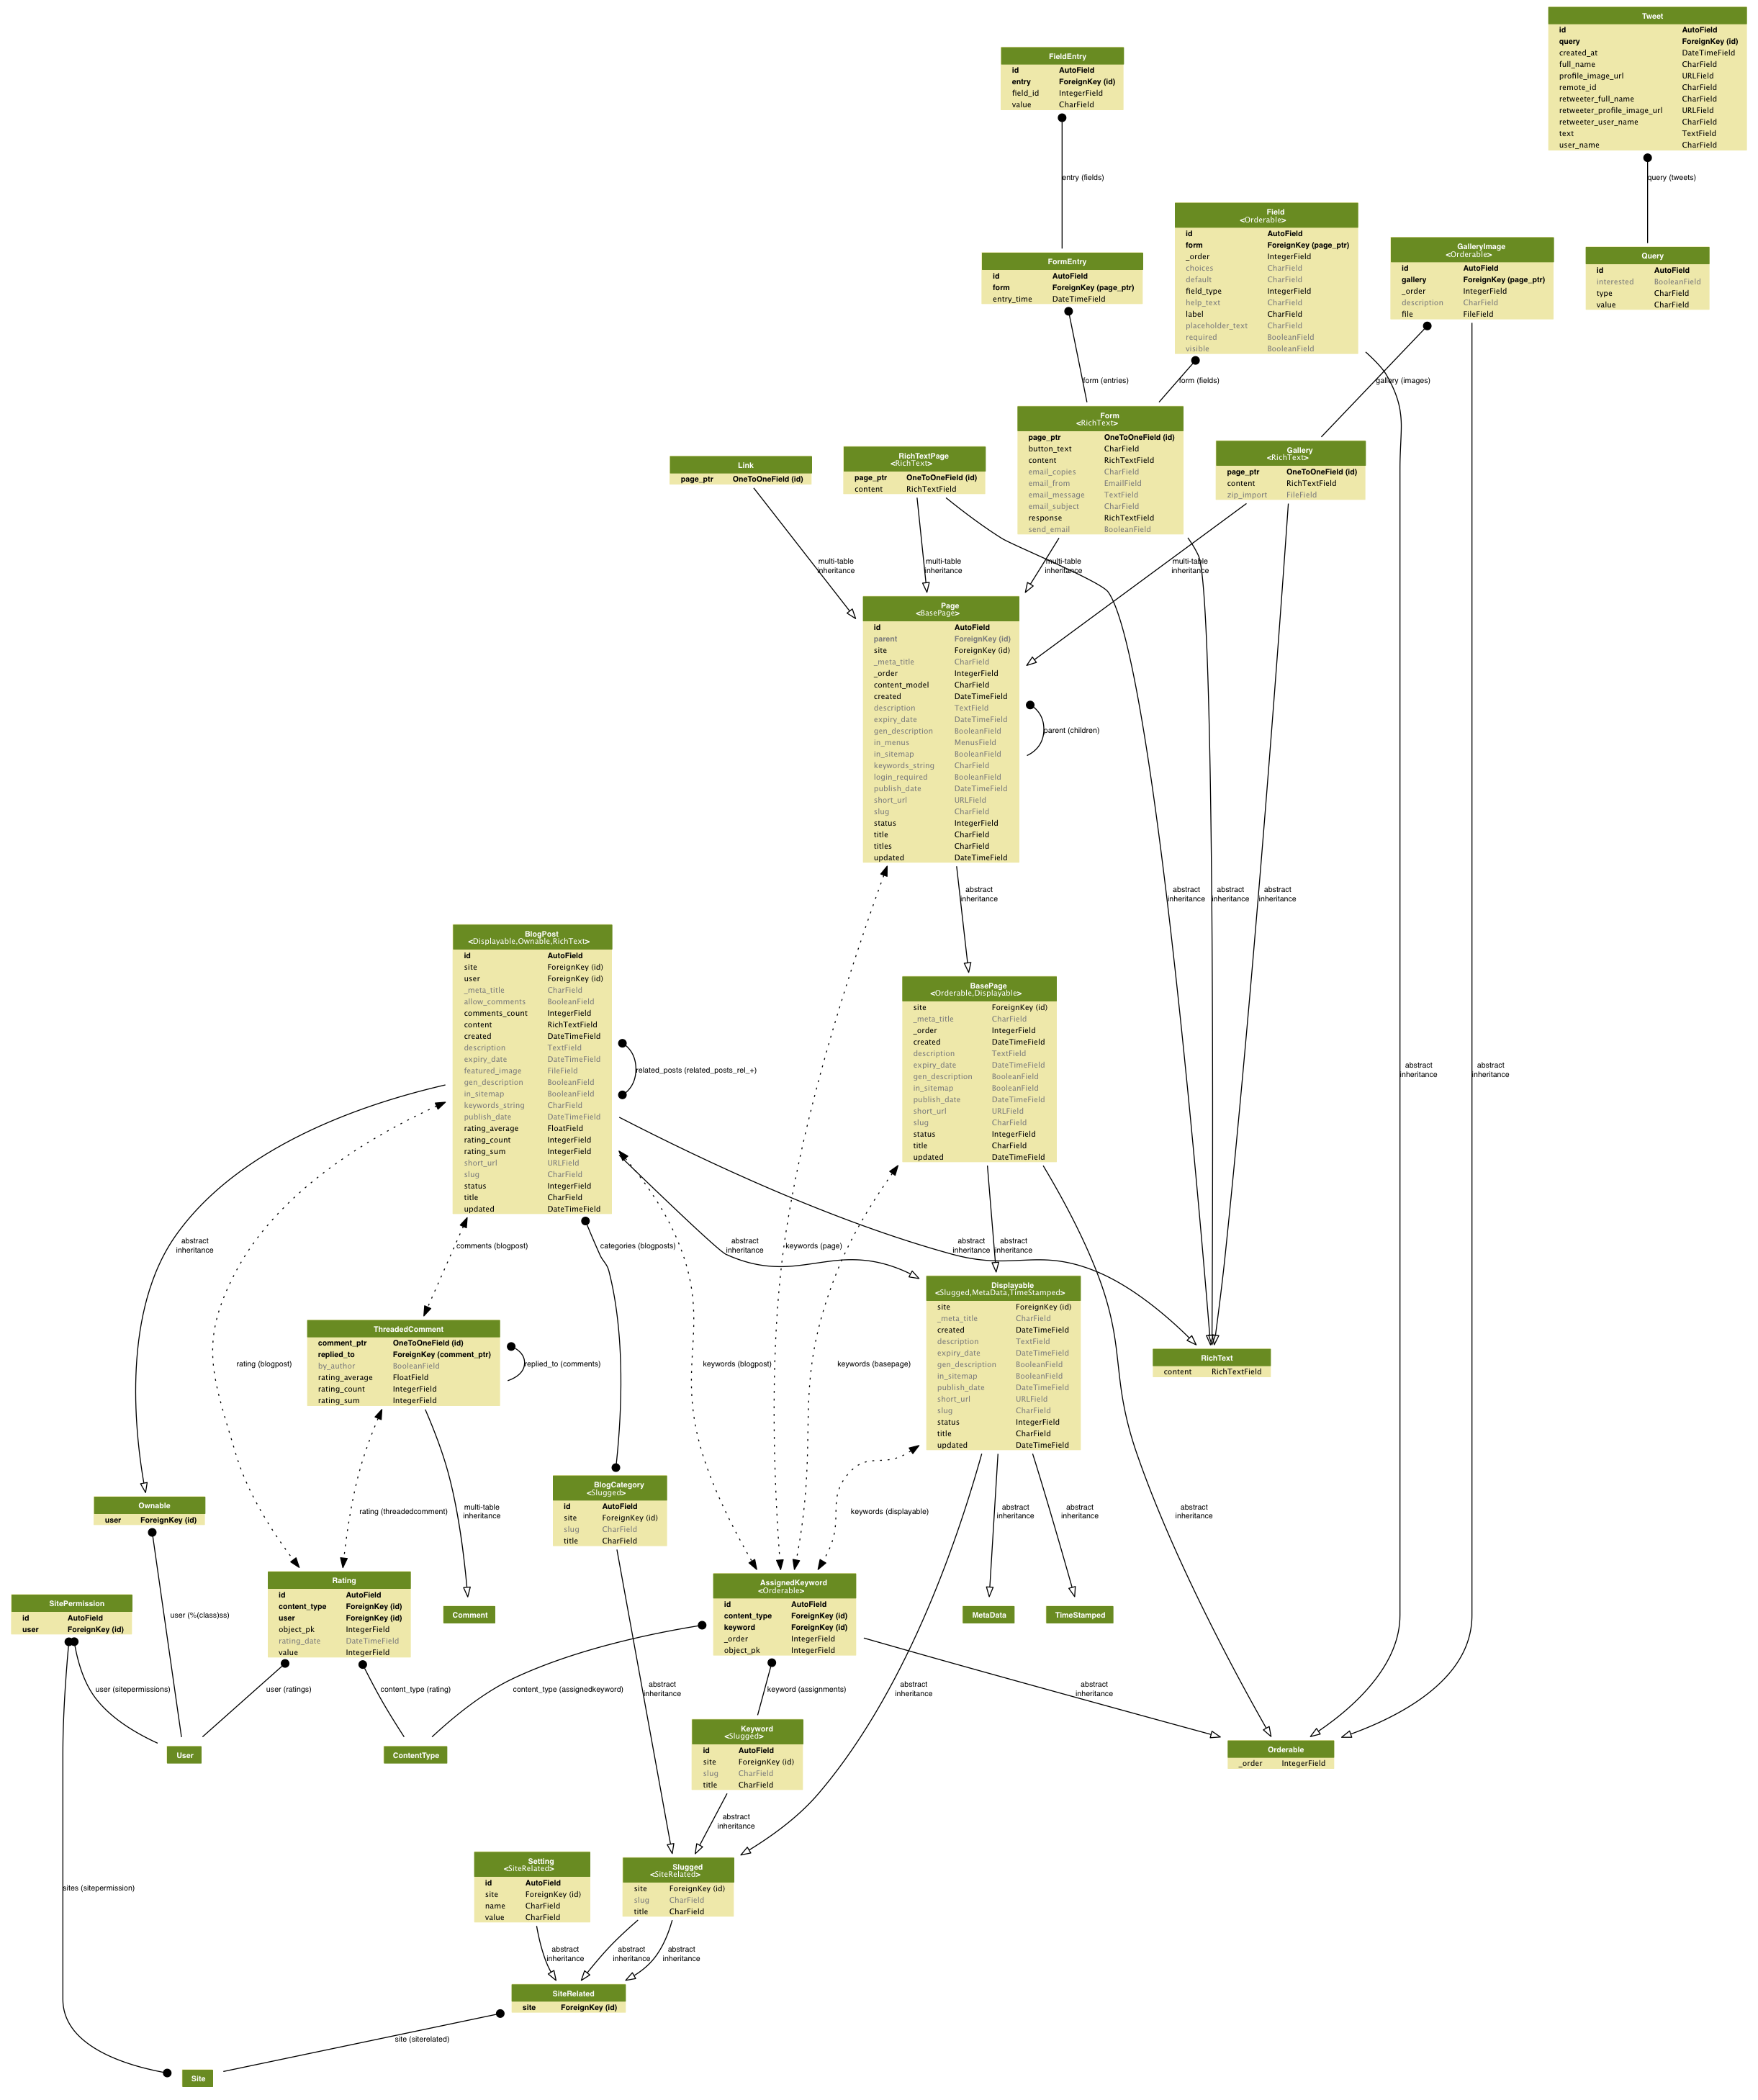 Tweet
id AutoField
query ForeignKey (id)
created_at DateTimeField
full_name CharField
profile_image_url URLField
remote_id CharField
retweeter_full_name CharField
retweeter_profile_image_url URLField
retweeter_user_name CharField
text TextField
user_name CharField
FieldEntry
id AutoField
entry ForeignKey (id)
field_id IntegerField
value CharField
entry (fields)
query (tweets)
Field
<Orderable>
id AutoField
form ForeignKey (page_ptr)
_order IntegerField
choices CharField
default CharField
field_type IntegerField
help_text CharField
label CharField
placeholder_text CharField
required BooleanField
visible BooleanField
GalleryImage
<Orderable>
id AutoField
gallery ForeignKey (page_ptr)
_order IntegerField
description CharField
file FileField
Query
id AutoField
interested BooleanField
type CharField
value CharField
FormEntry
id AutoField
form ForeignKey (page_ptr)
entry_time DateTimeField
form (entries)
form (fields)
gallery (images)
Form
<RichText>
page_ptr OneToOneField (id)
button_text CharField
content RichTextField
email_copies CharField
email_from EmailField
email_message TextField
email_subject CharField
response RichTextField
send_email BooleanField
Gallery
<RichText>
page_ptr OneToOneField (id)
content RichTextField
zip_import FileField
RichTextPage
<RichText>
page_ptr OneToOneField (id)
content RichTextField
Link
page_ptr OneToOneField (id)
multi-table
inheritance
multi-table
inheritance
multi-table
inheritance
multi-table
inheritance
Page
<BasePage>
id AutoField
parent ForeignKey (id)
site ForeignKey (id)
_meta_title CharField
_order IntegerField
content_model CharField
created DateTimeField
description TextField
expiry_date DateTimeField
gen_description BooleanField
in_menus MenusField
in_sitemap BooleanField
keywords_string CharField
login_required BooleanField
publish_date DateTimeField
short_url URLField
slug CharField
status IntegerField
title CharField
titles CharField
updated DateTimeField
parent (children)
abstract
inheritance
abstract
inheritance
abstract
inheritance
abstract
inheritance
BlogPost
<Displayable,Ownable,RichText>
id AutoField
site ForeignKey (id)
user ForeignKey (id)
_meta_title CharField
allow_comments BooleanField
comments_count IntegerField
content RichTextField
created DateTimeField
description TextField
expiry_date DateTimeField
featured_image FileField
gen_description BooleanField
in_sitemap BooleanField
keywords_string CharField
publish_date DateTimeField
rating_average FloatField
rating_count IntegerField
rating_sum IntegerField
short_url URLField
slug CharField
status IntegerField
title CharField
updated DateTimeField
related_posts (related_posts_rel_+)
BasePage
<Orderable,Displayable>
site ForeignKey (id)
_meta_title CharField
_order IntegerField
created DateTimeField
description TextField
expiry_date DateTimeField
gen_description BooleanField
in_sitemap BooleanField
publish_date DateTimeField
short_url URLField
slug CharField
status IntegerField
title CharField
updated DateTimeField
abstract
inheritance
abstract
inheritance
abstract
inheritance
comments (blogpost)
categories (blogposts)
abstract
inheritance
keywords (page)
abstract
inheritance
abstract
inheritance
Displayable
<Slugged,MetaData,TimeStamped>
site ForeignKey (id)
_meta_title CharField
created DateTimeField
description TextField
expiry_date DateTimeField
gen_description BooleanField
in_sitemap BooleanField
publish_date DateTimeField
short_url URLField
slug CharField
status IntegerField
title CharField
updated DateTimeField
ThreadedComment
comment_ptr OneToOneField (id)
replied_to ForeignKey (comment_ptr)
by_author BooleanField
rating_average FloatField
rating_count IntegerField
rating_sum IntegerField
replied_to (comments)
rating (blogpost)
keywords (blogpost)
keywords (basepage)
RichText
content RichTextField
Ownable
user ForeignKey (id)
rating (threadedcomment)
multi-table
inheritance
BlogCategory
<Slugged>
id AutoField
site ForeignKey (id)
slug CharField
title CharField
keywords (displayable)
abstract
inheritance
abstract
inheritance
abstract
inheritance
SitePermission
id AutoField
user ForeignKey (id)
user (%(class)ss)
Rating
id AutoField
content_type ForeignKey (id)
user ForeignKey (id)
object_pk IntegerField
rating_date DateTimeField
value IntegerField
Comment
AssignedKeyword
<Orderable>
id AutoField
content_type ForeignKey (id)
keyword ForeignKey (id)
_order IntegerField
object_pk IntegerField
MetaData
TimeStamped
user (sitepermissions)
user (ratings)
content_type (rating)
content_type (assignedkeyword)
abstract
inheritance
keyword (assignments)
abstract
inheritance
abstract
inheritance
User
ContentType
Keyword
<Slugged>
id AutoField
site ForeignKey (id)
slug CharField
title CharField
Orderable
_order IntegerField
abstract
inheritance
sites (sitepermission)
Setting
<SiteRelated>
id AutoField
site ForeignKey (id)
name CharField
value CharField
Slugged
<SiteRelated>
site ForeignKey (id)
slug CharField
title CharField
abstract
inheritance
abstract
inheritance
abstract
inheritance
SiteRelated
site ForeignKey (id)
site (siterelated)
Site